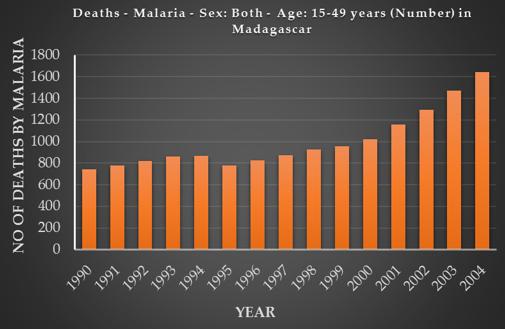 Deaths - Malaria - Sex: Both - Age: 15-49 years (Number) in
Madagascar
NO OF DEATHS BY MALARIA
1800
1600
1400
1200
1000
800
600
400
200
0
1990 1991 1992 1993 1994 1995 1996 1997 1998 1999 2000 2001 2002 2003 2004
YEAR